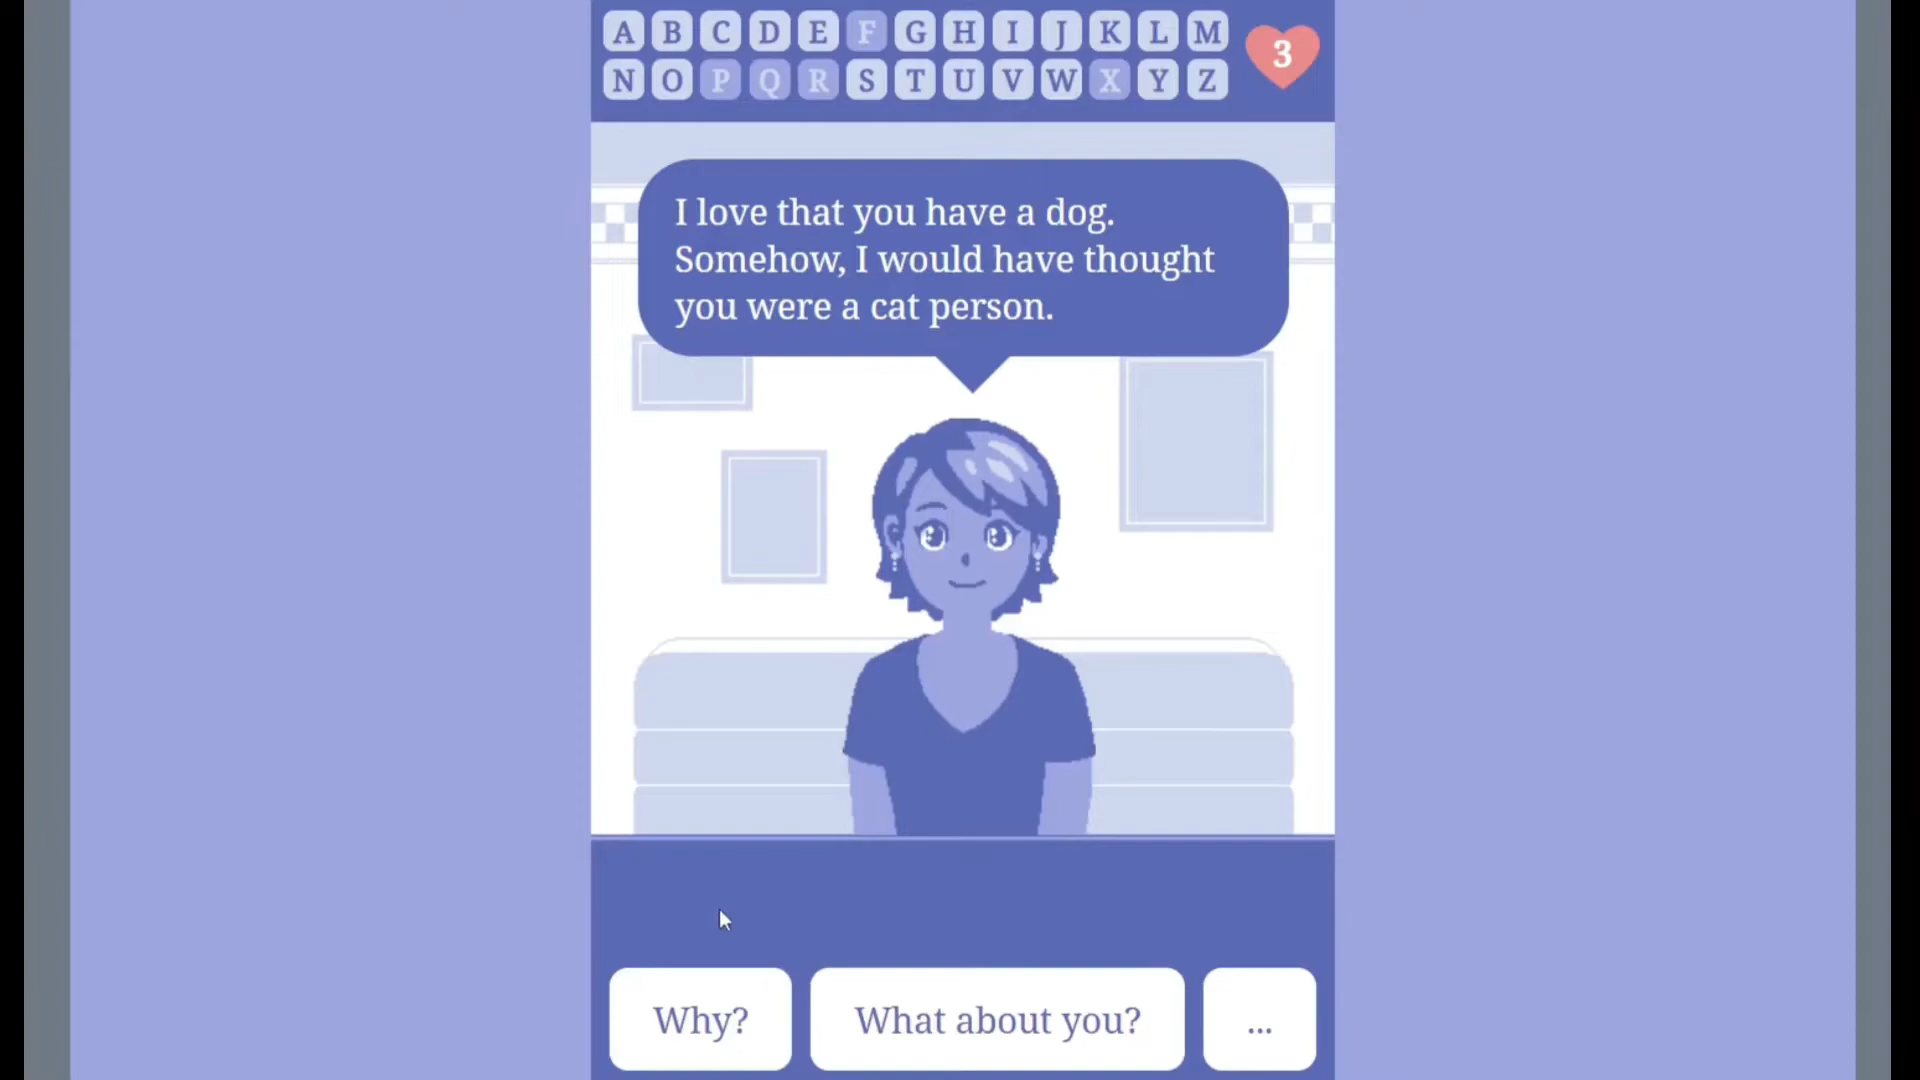 A B C D E F G H I J K L M
3
N O P Q R S T U V W X Y Z
I love that you have a dog.
Somehow, I would have thought
you were a cat person.
Why?
What about you?
...